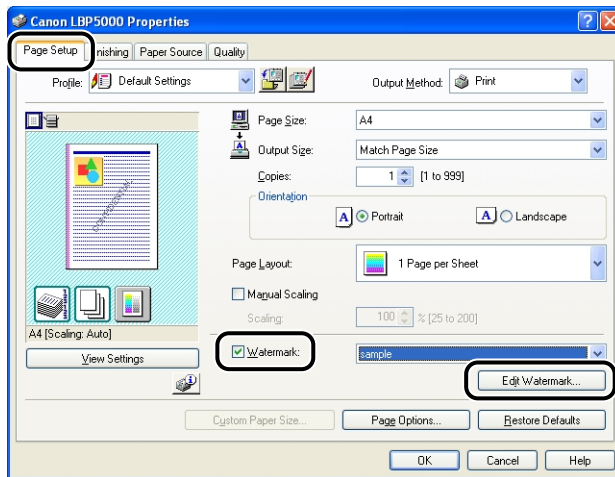 Canon LBP5000 Properties
Page Setup Finishing Paper Source Quality
Profile: Default Settings Output Method: Print
Page Size: A4
Output Size: Match Page Size
Copies: 1 [1 to 999]
Orientation
A Portrait A Landscape
Page Layout: 1 Page per Sheet
Manual Scaling
Scaling: 100 % [25 to 200]
CONFIDENTIAL
A4 [Scaling: Auto]
View Settings
Watermark: sample
Edit Watermark...
Custom Paper Size... Page Options... Restore Defaults
OK Cancel Help